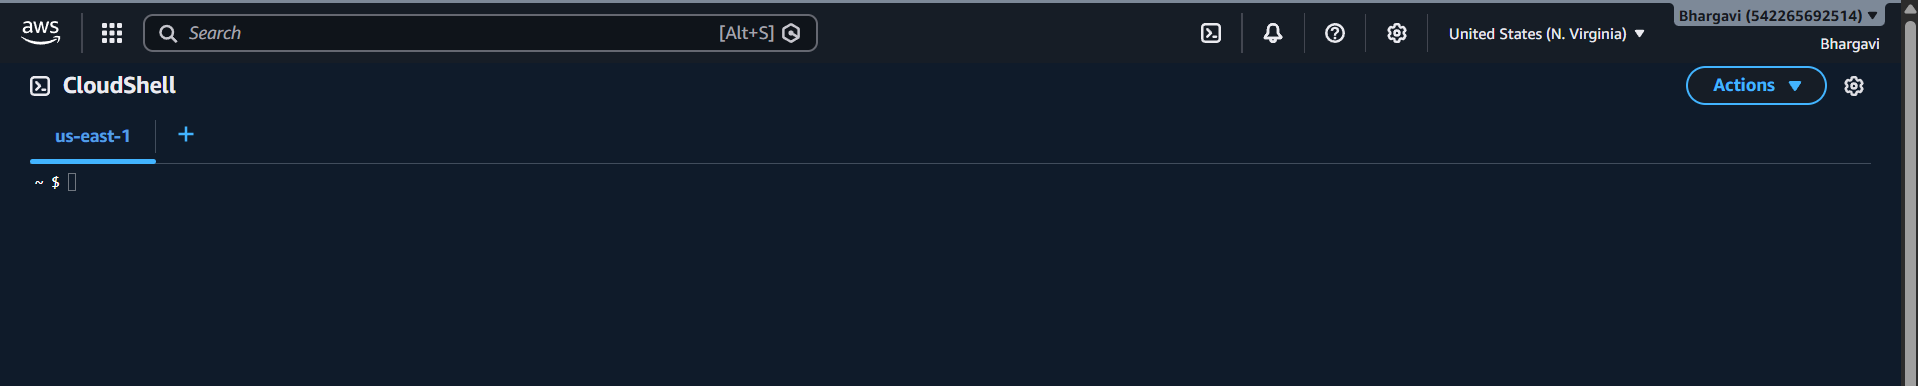 aws
Search [Alt+S]
United States (N. Virginia)
Bhargavi (542265692514)
Bhargavi
CloudShell
Actions
us-east-1 +
~ $